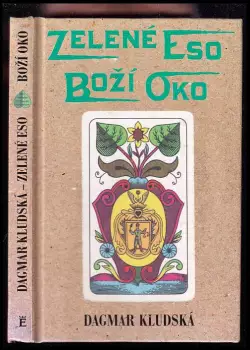 ZELENÉ ESO
BOŽÍ OKO
DAGMAR KLUDSKÁ
DAGMAR KLUDSKÁ – ZELENÉ ESO BOŽÍ OKO
E